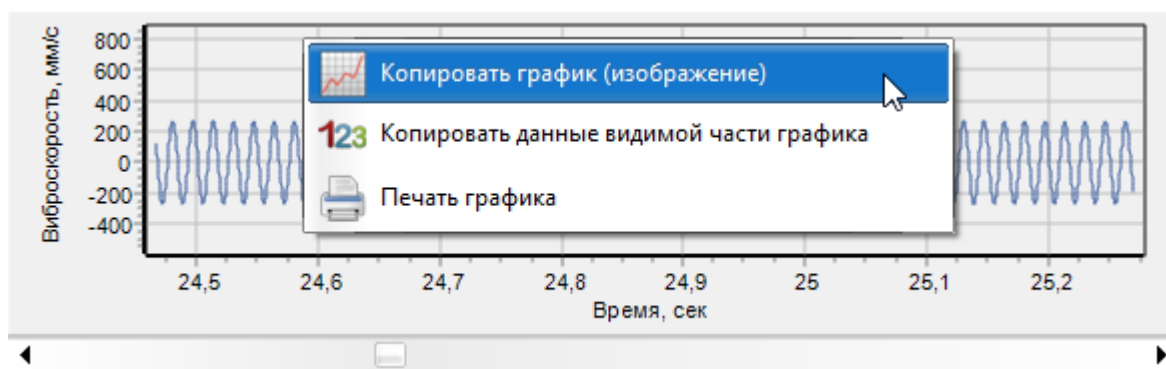 Виброскорость, мм/с
800
600
400
200
0
-200
-400
Копировать график (изображение)
123 Копировать данные видимой части графика
Печать графика
24,5 24,6 24,7 24,8 24,9 25 25,1 25,2
Время, сек